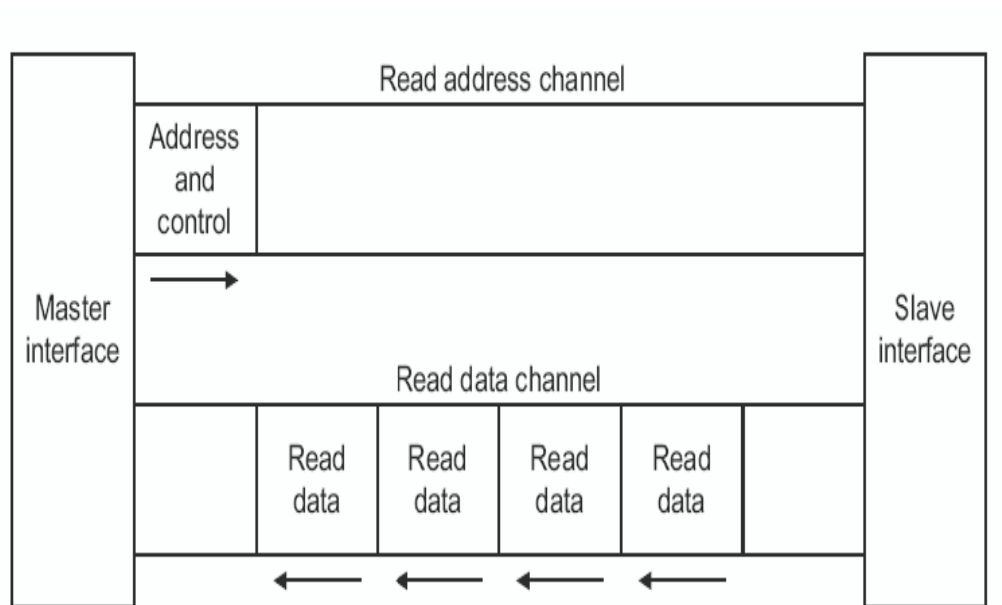 Read address channel
Address
and
control
Master
interface
Slave
interface
Read data channel
Read
data
Read
data
Read
data
Read
data